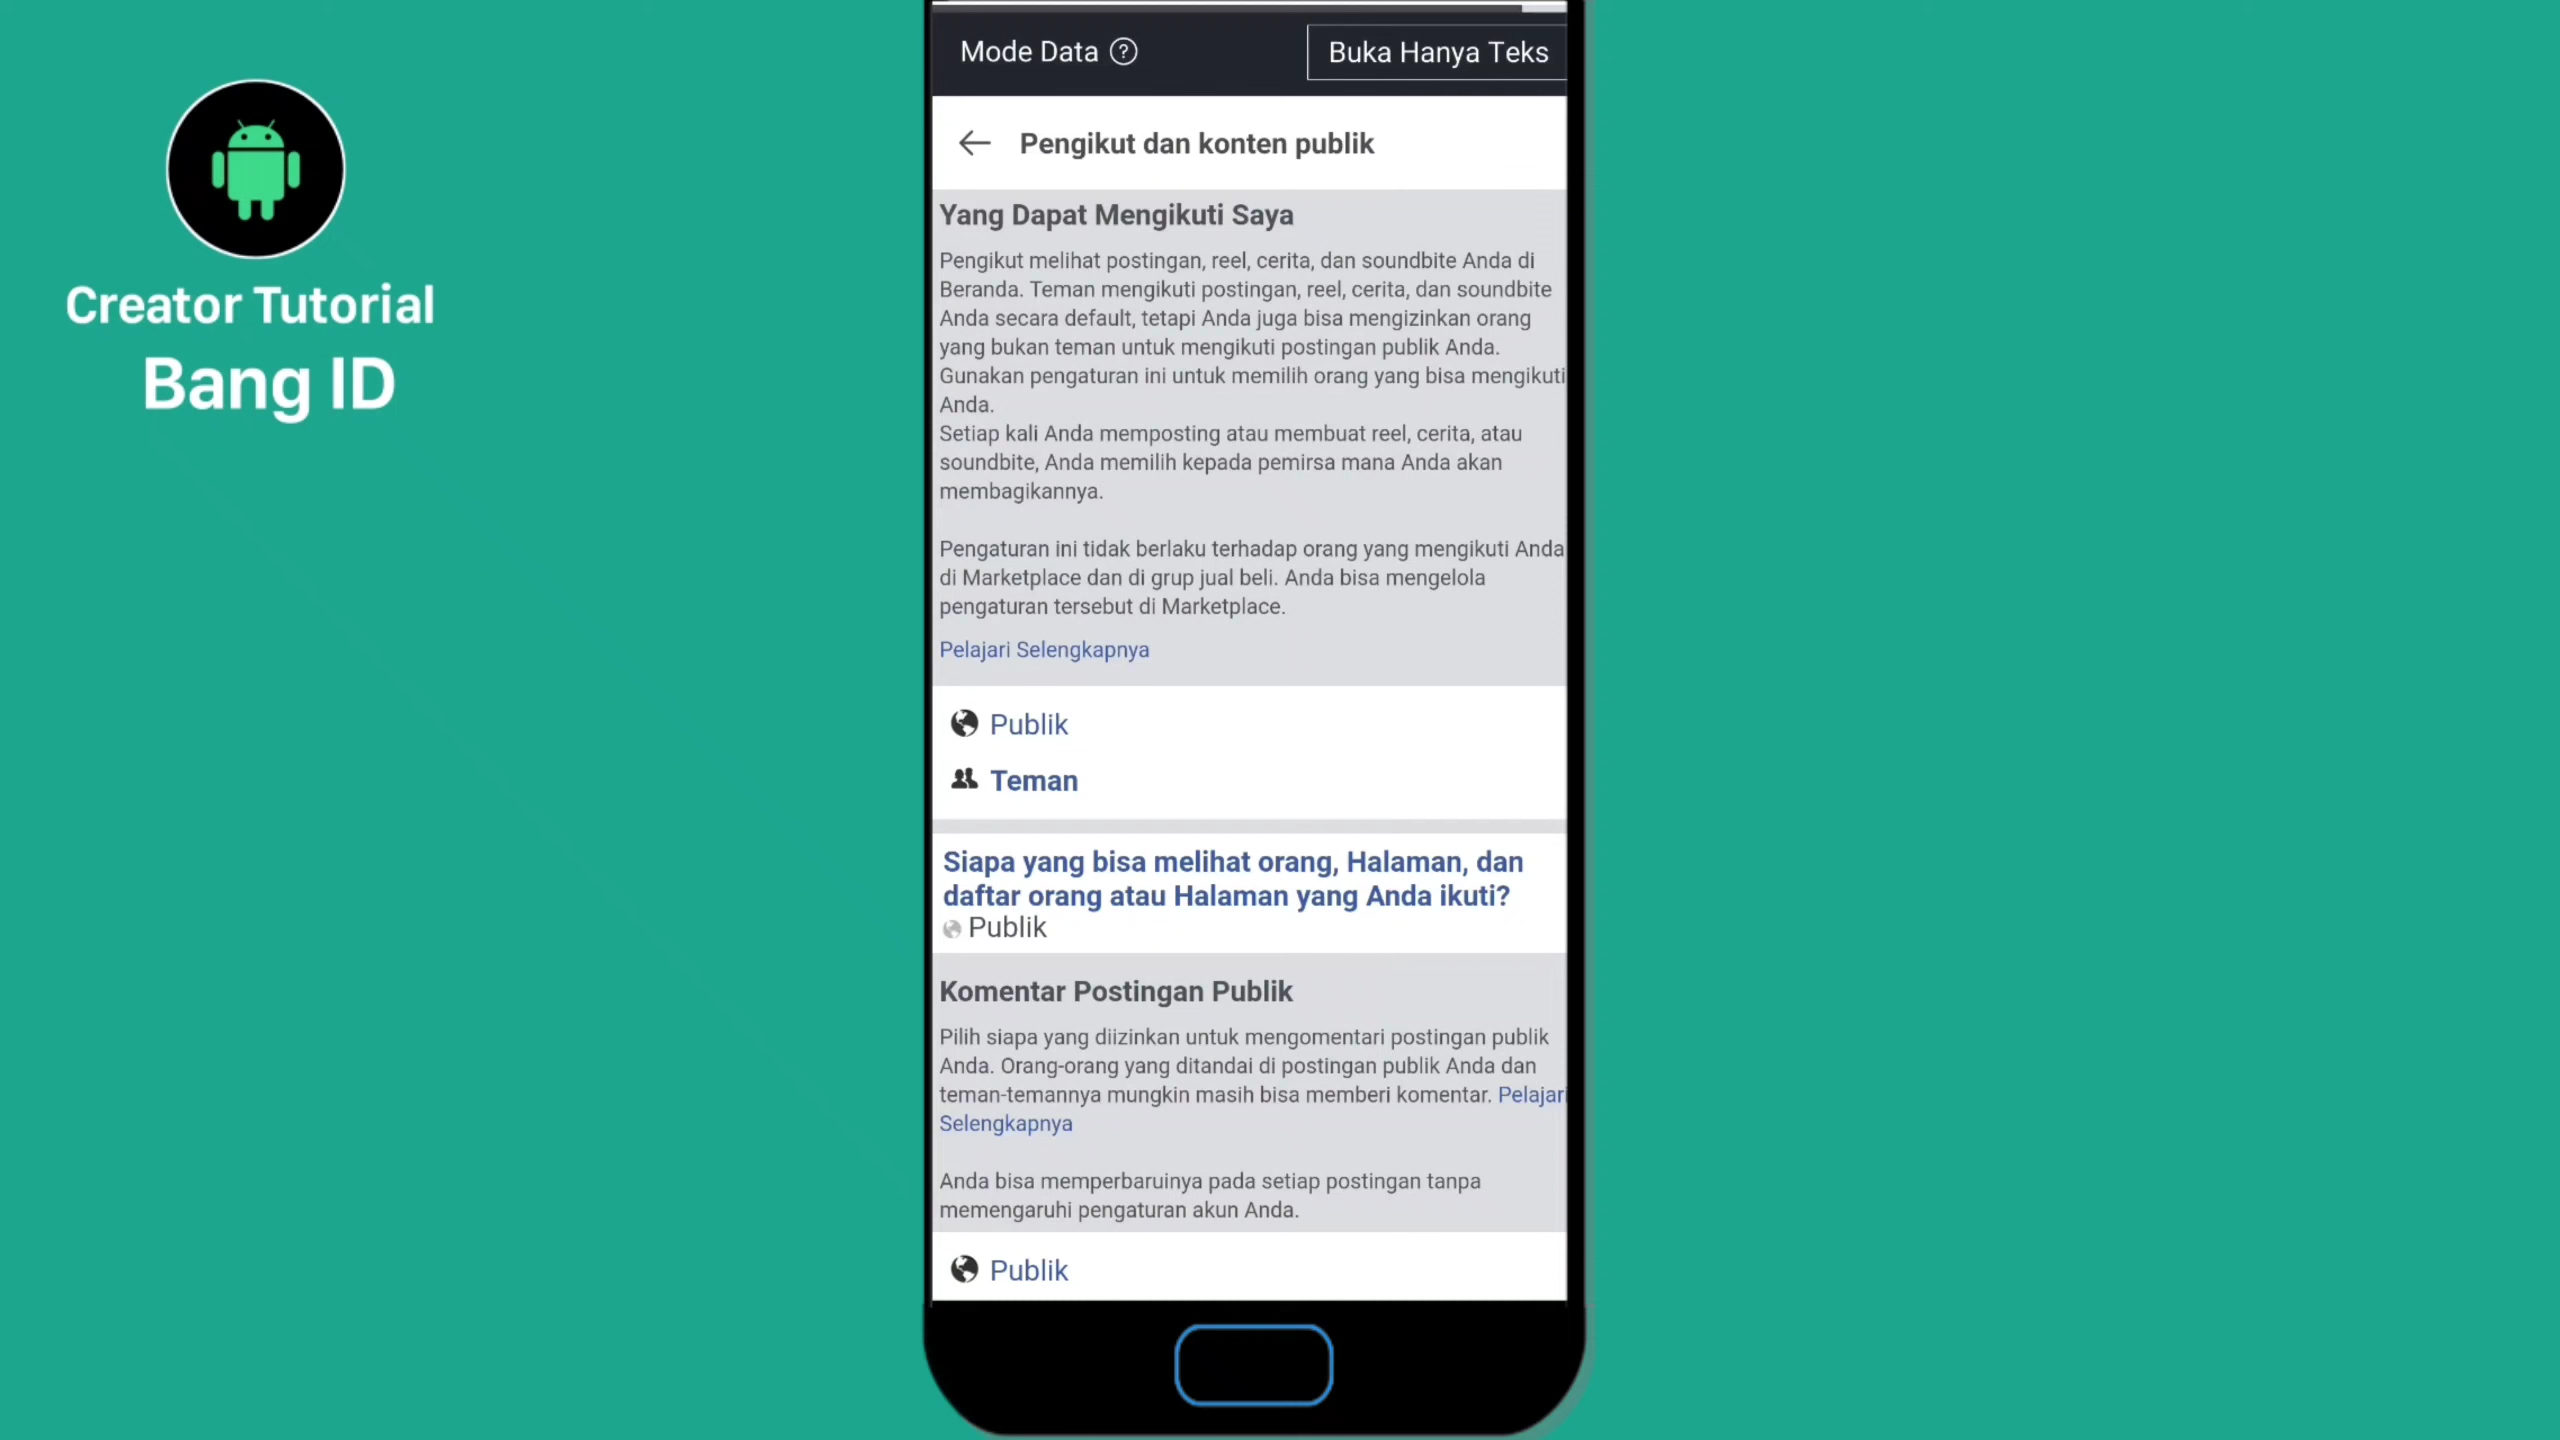 Creator Tutorial
Bang ID
Mode Data ?
Buka Hanya Teks
Pengikut dan konten publik
Yang Dapat Mengikuti Saya
Pengikut melihat postingan, reel, cerita, dan soundbite Anda di
Beranda. Teman mengikuti postingan, reel, cerita, dan soundbite
Anda secara default, tetapi Anda juga bisa mengizinkan orang
yang bukan teman untuk mengikuti postingan publik Anda.
Gunakan pengaturan ini untuk memilih orang yang bisa mengikuti
Anda.
Setiap kali Anda memposting atau membuat reel, cerita, atau
soundbite, Anda memilih kepada pemirsa mana Anda akan
membagikannya.
Pengaturan ini tidak berlaku terhadap orang yang mengikuti Anda
di Marketplace dan di grup jual beli. Anda bisa mengelola
pengaturan tersebut di Marketplace.
Pelajari Selengkapnya
Publik
Teman
Siapa yang bisa melihat orang, Halaman, dan
daftar orang atau Halaman yang Anda ikuti?
Publik
Komentar Postingan Publik
Pilih siapa yang diizinkan untuk mengomentari postingan publik
Anda. Orang-orang yang ditandai di postingan publik Anda dan
teman-temannya mungkin masih bisa memberi komentar. Pelajari
Selengkapnya
Anda bisa memperbaruinya pada setiap postingan tanpa
memengaruhi pengaturan akun Anda.
Publik